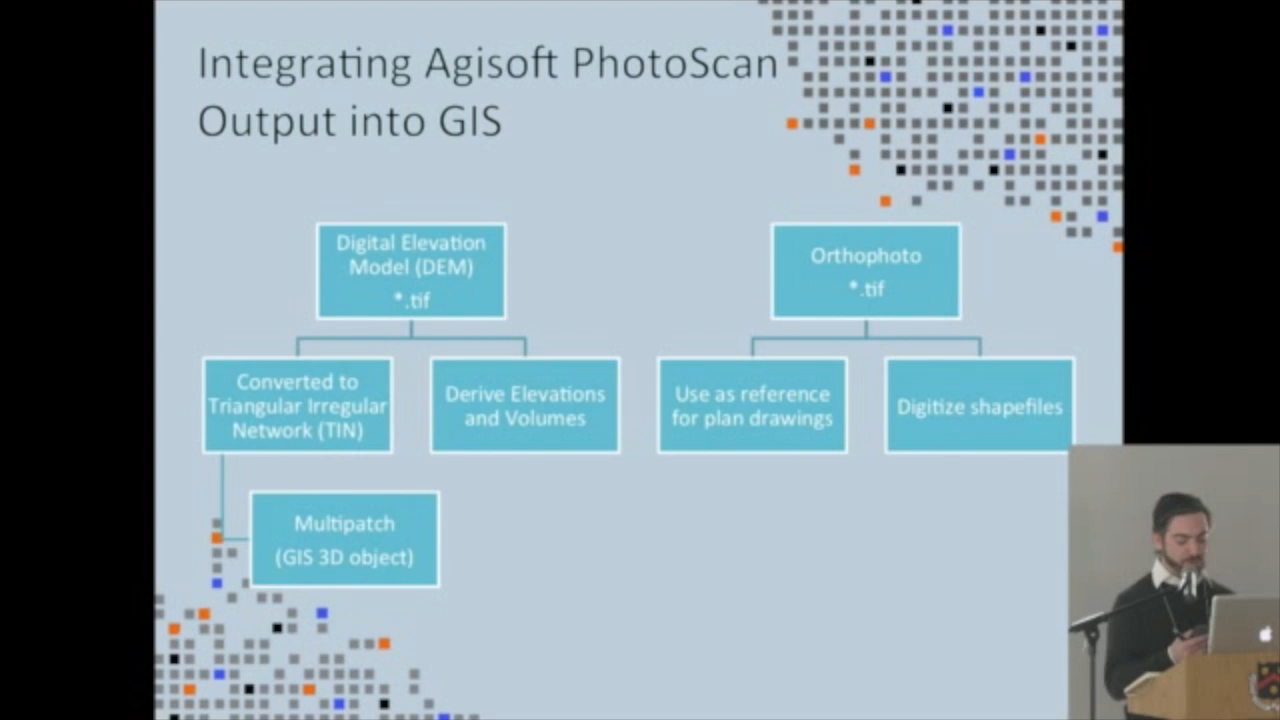 Integrating Agisoft PhotoScan
Output into GIS
Digital Elevation
Model (DEM)
*.tif
Orthophoto
*.tif
Converted to
Triangular Irregular
Network (TIN)
Derive Elevations
and Volumes
Use as reference
for plan drawings
Digitize shapefiles
Multipatch
(GIS 3D object)